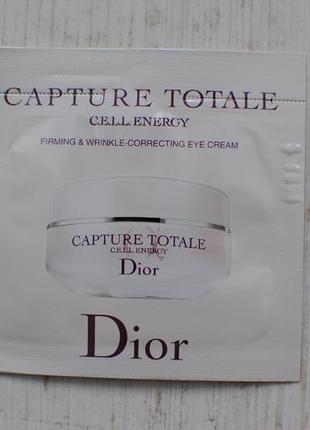 CAPTURE TOTALE
C.E.L.L. ENERGY
FIRMING & WRINKLE-CORRECTING EYE CREAM
CAPTURE TOTALE
C.E.L.L. ENERGY
Dior
Dior